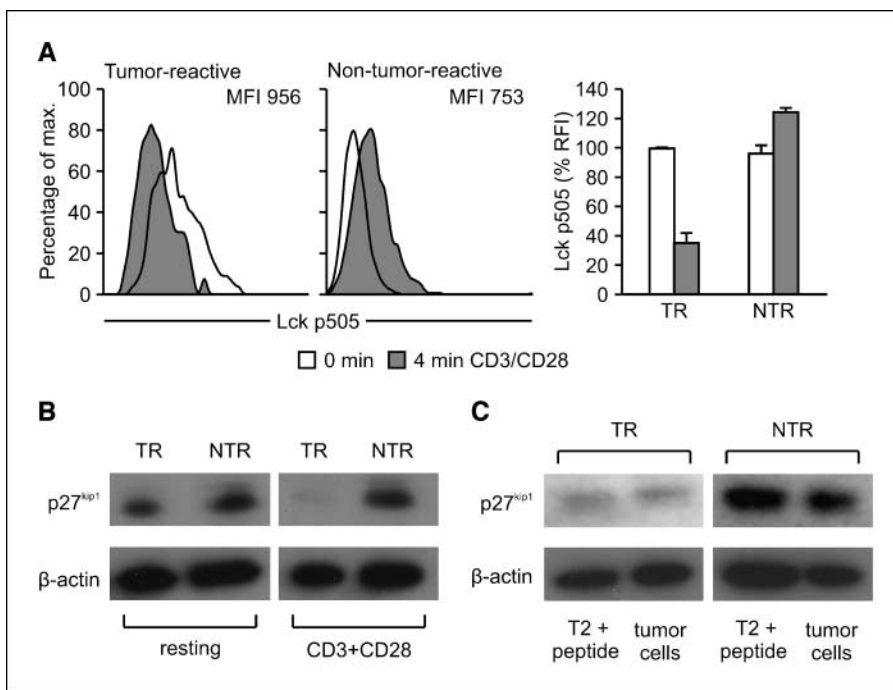 A
Tumor-reactive
MFI 956
Non-tumor-reactive
MFI 753
Percentage of max.
100
80
60
40
20
0
Lck p505
0 min
4 min CD3/CD28
Lck p505 (% RFI)
140
120
100
80
60
40
20
0
TR
NTR
B
TR NTR TR NTR
p27kip1
β-actin
resting
CD3+CD28
C
TR NTR
p27kip1
β-actin
T2 + peptide
tumor cells
T2 + peptide
tumor cells